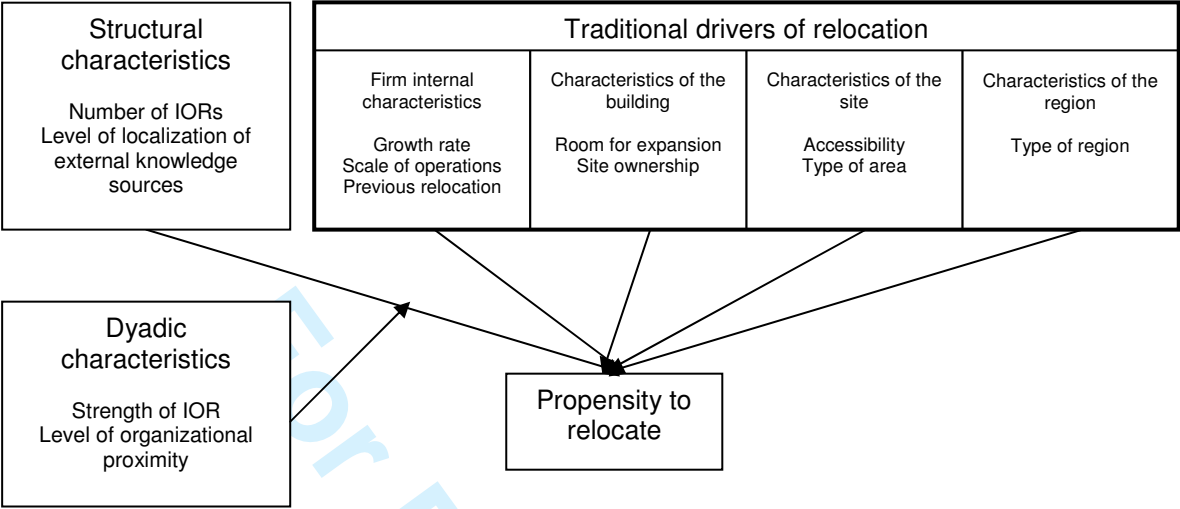 Structural
characteristics
Number of IORs
Level of localization of
external knowledge
sources
Traditional drivers of relocation
Firm internal
characteristics
Growth rate
Scale of operations
Previous relocation
Characteristics of the
building
Room for expansion
Site ownership
Characteristics of the
site
Accessibility
Type of area
Characteristics of the
region
Type of region
Dyadic
characteristics
Strength of IOR
Level of organizational
proximity
Propensity to
relocate
For